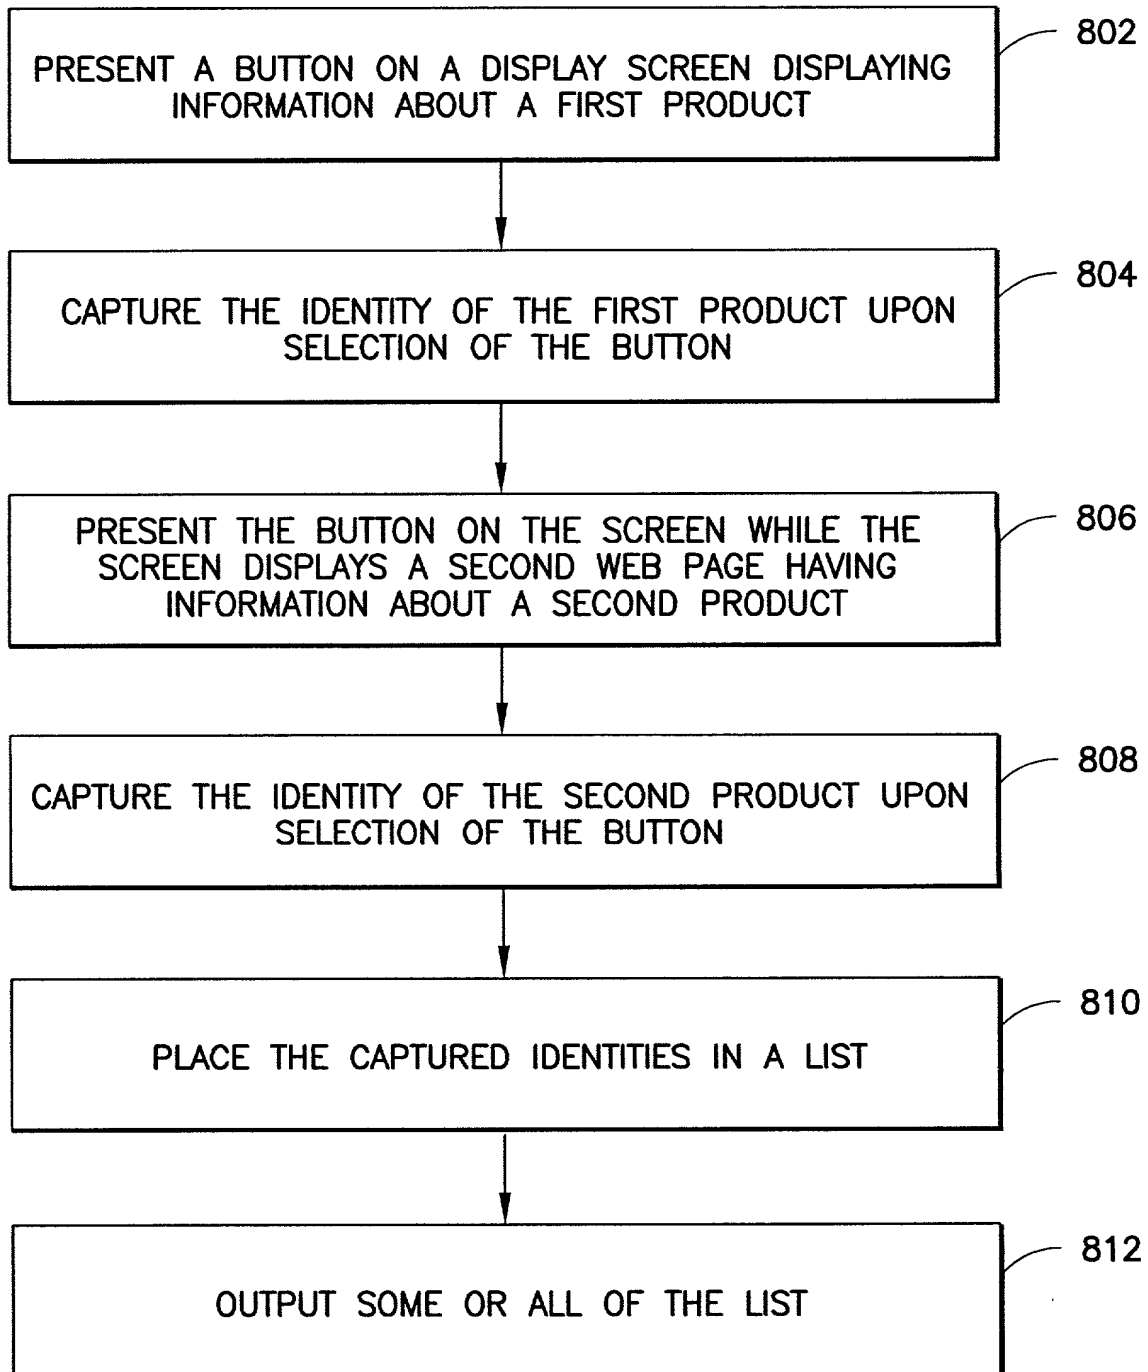 802
PRESENT A BUTTON ON A DISPLAY SCREEN DISPLAYING
INFORMATION ABOUT A FIRST PRODUCT
804
CAPTURE THE IDENTITY OF THE FIRST PRODUCT UPON
SELECTION OF THE BUTTON
806
PRESENT THE BUTTON ON THE SCREEN WHILE THE
SCREEN DISPLAYS A SECOND WEB PAGE HAVING
INFORMATION ABOUT A SECOND PRODUCT
808
CAPTURE THE IDENTITY OF THE SECOND PRODUCT UPON
SELECTION OF THE BUTTON
810
PLACE THE CAPTURED IDENTITIES IN A LIST
812
OUTPUT SOME OR ALL OF THE LIST